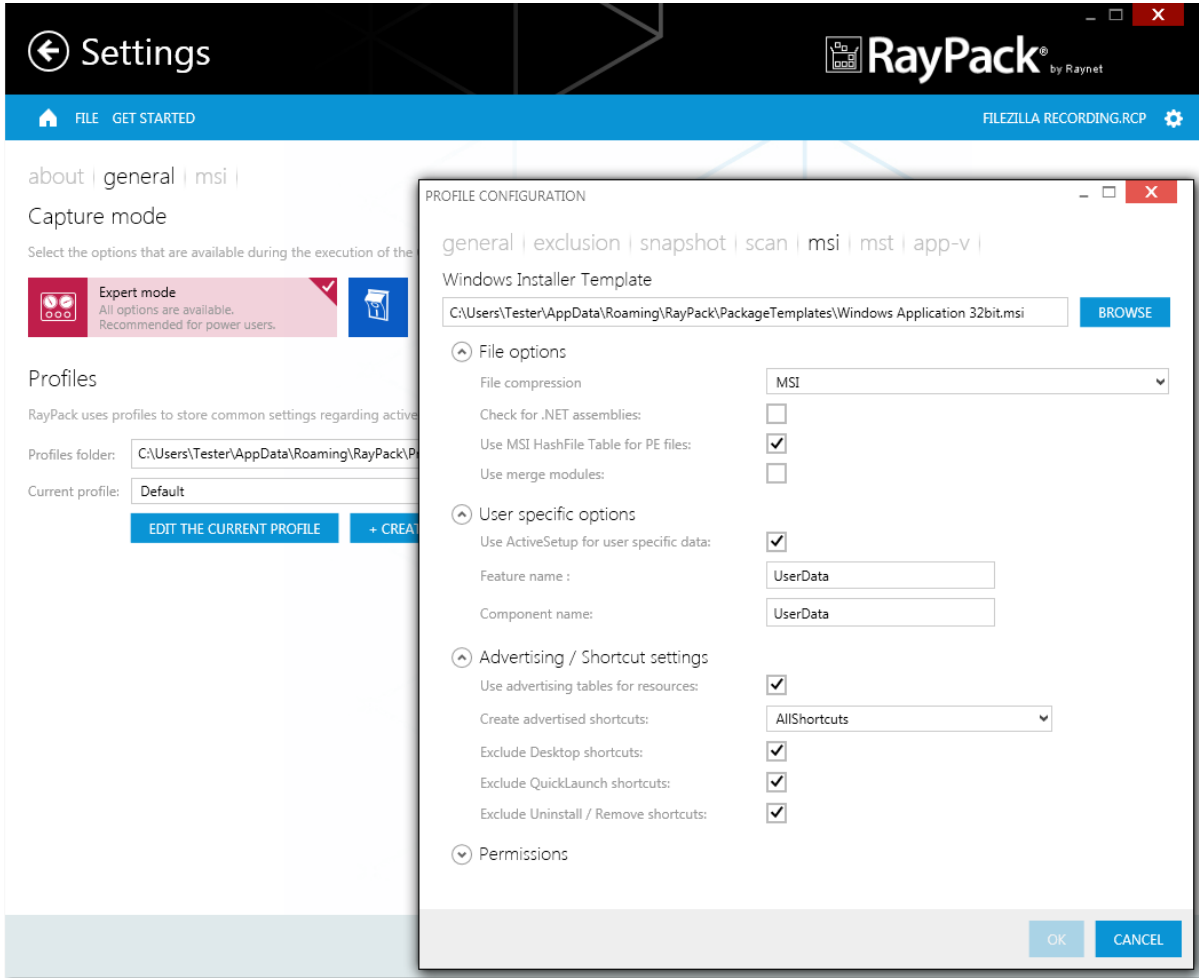 Settings
RayPack®
by Raynet
FILE GET STARTED
FILEZILLA RECORDING.RCP
about | general | msi |
Capture mode
Select the options that are available during the execution of the
Expert mode
All options are available.
Recommended for power users.
Profiles
RayPack uses profiles to store common settings regarding active
Profiles folder: C:\Users\Tester\AppData\Roaming\RayPack\Pr
Current profile: Default
EDIT THE CURRENT PROFILE
+ CREAT
PROFILE CONFIGURATION
general | exclusion | snapshot | scan | msi | mst | app-v |
Windows Installer Template
C:\Users\Tester\AppData\Roaming\RayPack\PackageTemplates\Windows Application 32bit.msi BROWSE
File options
File compression MSI
Check for .NET assemblies:
Use MSI HashFile Table for PE files:
Use merge modules:
User specific options
Use ActiveSetup for user specific data:
Feature name : UserData
Component name: UserData
Advertising / Shortcut settings
Use advertising tables for resources:
Create advertised shortcuts: AllShortcuts
Exclude Desktop shortcuts:
Exclude QuickLaunch shortcuts:
Exclude Uninstall / Remove shortcuts:
Permissions
OK CANCEL